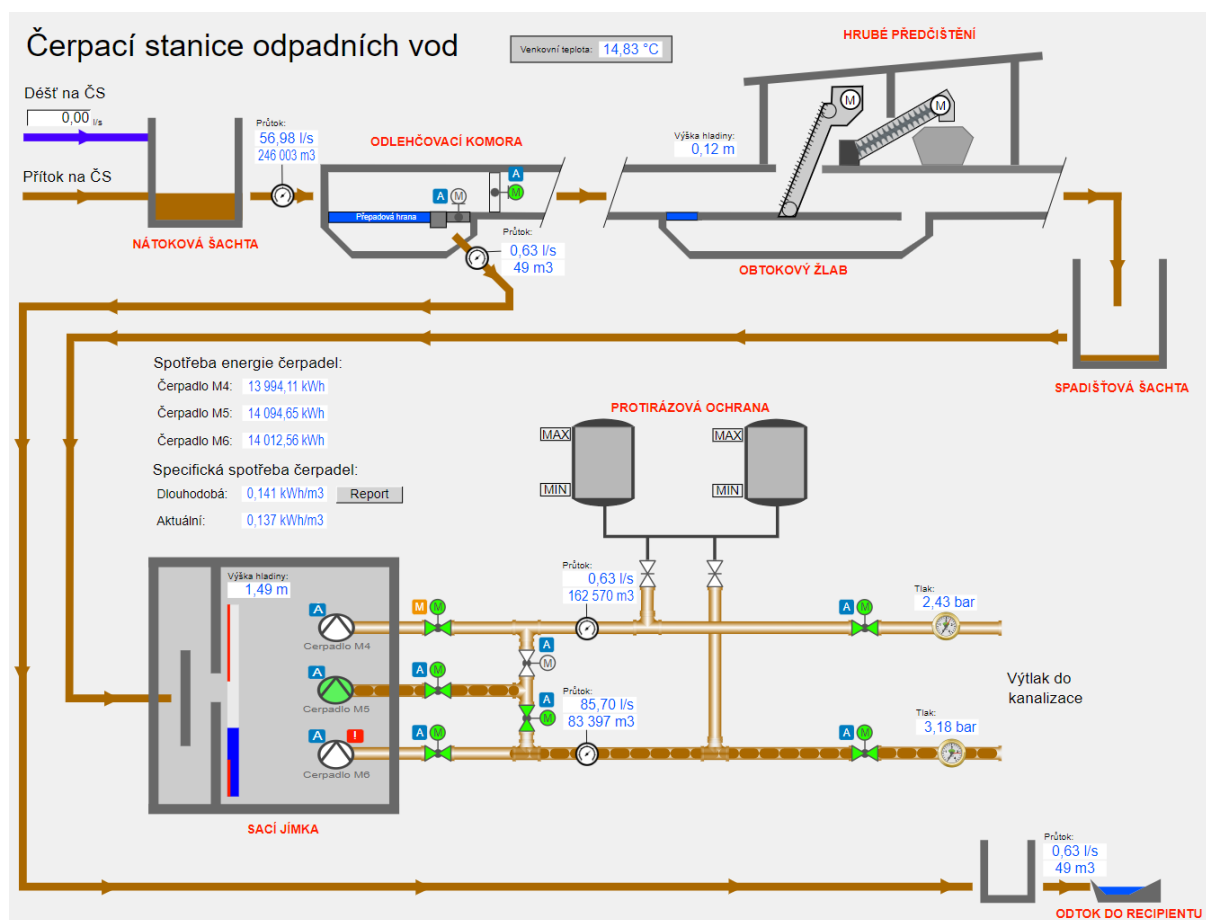 Čerpací stanice odpadních vod
Venkovní teplota: 14,83 °C
HRUBÉ PŘEDČIŠTĚNÍ
Déšť na ČS
0,00 l/s
Přítok na ČS
NÁTOKOVÁ ŠACHTA
Průtok:
56,98 l/s
246 003 m3
ODLEHČOVACÍ KOMORA
A
M
A M
Přepadová hrana
Průtok:
0,63 l/s
49 m3
Výška hladiny:
0,12 m
M
M
OBTOKOVÝ ŽLAB
SPADIŠŤOVÁ ŠACHTA
Spotřeba energie čerpadel:
Čerpadlo M4: 13 994,11 kWh
Čerpadlo M5: 14 094,65 kWh
Čerpadlo M6: 14 012,56 kWh
Specifická spotřeba čerpadel:
Dlouhodobá: 0,141 kWh/m3 Report
Aktuální: 0,137 kWh/m3
PROTIRÁZOVÁ OCHRANA
MAX
MIN
MAX
MIN
Výška hladiny:
1,49 m
A
Čerpadlo M4
A
Čerpadlo M5
A !
Čerpadlo M6
SACÍ JÍMKA
M M
A M
A M
A
M
A
M
Průtok:
0,63 l/s
162 570 m3
Průtok:
85,70 l/s
83 397 m3
A M
Tlak:
2,43 bar
A M
Tlak:
3,18 bar
Výtlak do
kanalizace
Průtok:
0,63 l/s
49 m3
ODTOK DO RECIPIENTU